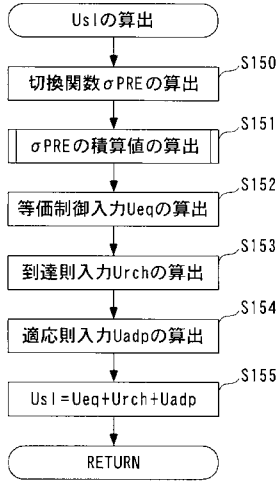 Uslの算出
S150
切換関数σPREの算出
S151
σPREの積算値の算出
S152
等価制御入力Ueqの算出
S153
到達則入力Urchの算出
S154
適応則入力Uadpの算出
S155
Usl=Ueq+Urch+Uadp
RETURN